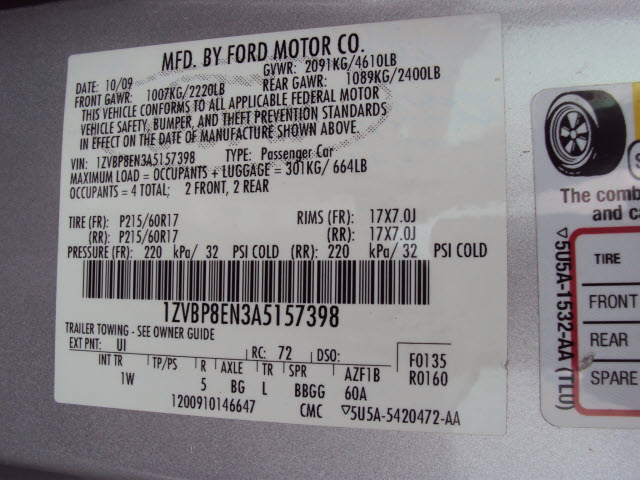 MFD. BY FORD MOTOR CO.
DATE: 10/09 GVWR: 2091KG/4610LB
FRONT GAWR: 1007KG/2220LB REAR GAWR: 1089KG/2400LB
THIS VEHICLE CONFORMS TO ALL APPLICABLE FEDERAL MOTOR
VEHICLE SAFETY, BUMPER, AND THEFT PREVENTION STANDARDS
IN EFFECT ON THE DATE OF MANUFACTURE SHOWN ABOVE.
VIN: 1ZVBP8EN3A5157398 TYPE: Passenger Car
MAXIMUM LOAD = OCCUPANTS + LUGGAGE = 301KG/ 664LB
OCCUPANTS = 4 TOTAL; 2 FRONT, 2 REAR
TIRE (FR): P215/60R17 RIMS (FR): 17X7.0J
(RR): P215/60R17 (RR): 17X7.0J
PRESSURE (FR): 220 kPa/ 32 PSI COLD (RR): 220 kPa/ 32 PSI COLD
1ZVBP8EN3A5157398
TRAILER TOWING - SEE OWNER GUIDE
EXT PNT: UI RC: 72 DSO: F0135
INT TR TP/PS R AXLE TR SPR AZF1B R0160
1W 5 BG L BBGG 60A
1200910146647 CMC ▽5U5A-5420472-AA
The comb
and ca
TIRE
FRONT
REAR
SPARE
▽5U5A-1532-AA (TL0)